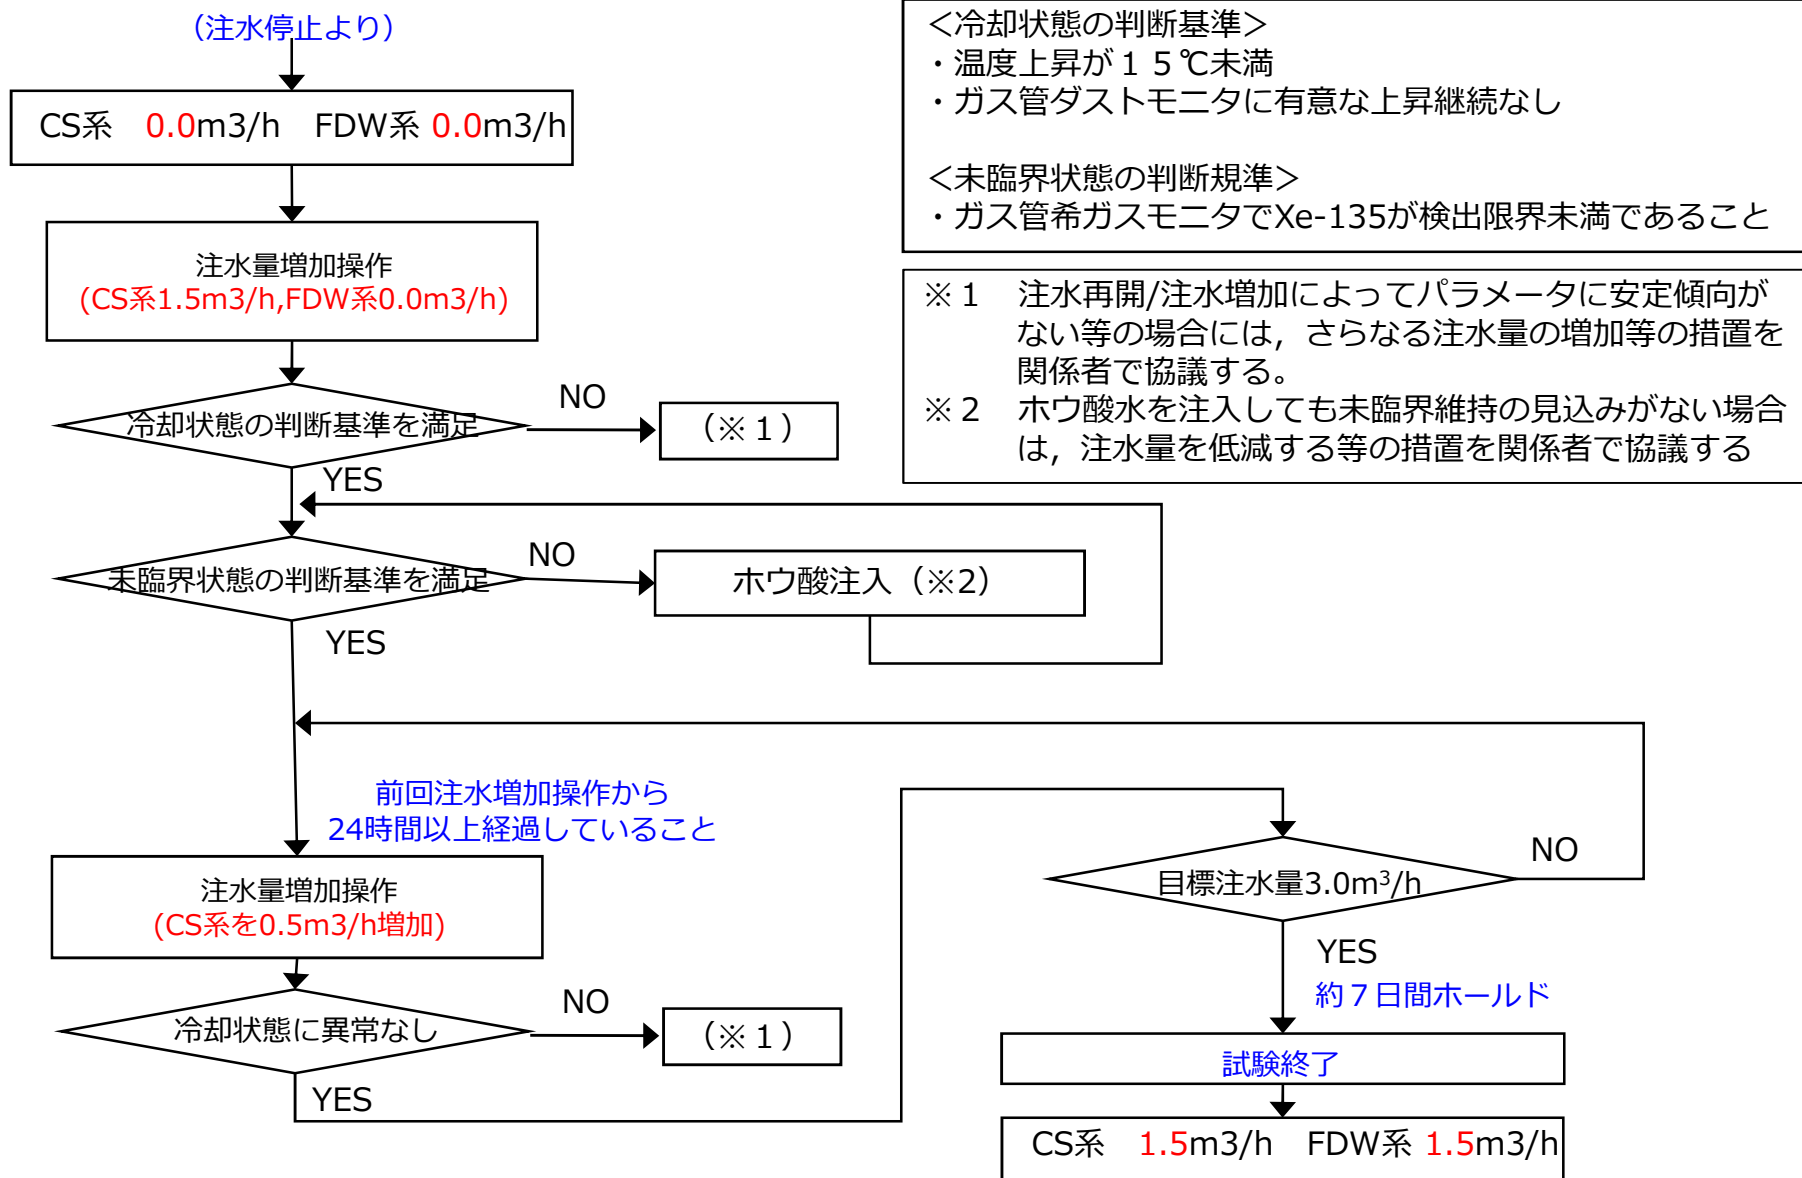 （注水停止より）
CS系　0.0m3/h　FDW系 0.0m3/h
注水量増加操作
(CS系1.5m3/h,FDW系0.0m3/h)
冷却状態の判断基準を満足
NO
（※１）
YES
未臨界状態の判断基準を満足
NO
ホウ酸注入（※2）
YES
前回注水増加操作から
24時間以上経過していること
注水量増加操作
(CS系を0.5m3/h増加)
冷却状態に異常なし
NO
（※１）
YES
＜冷却状態の判断基準＞
・温度上昇が１５℃未満
・ガス管ダストモニタに有意な上昇継続なし
＜未臨界状態の判断規準＞
・ガス管希ガスモニタでXe-135が検出限界未満であること
※１　注水再開/注水増加によってパラメータに安定傾向が
ない等の場合には，さらなる注水量の増加等の措置を
関係者で協議する。
※２　ホウ酸水を注入しても未臨界維持の見込みがない場合
は，注水量を低減する等の措置を関係者で協議する
目標注水量3.0m³/h
NO
YES
約７日間ホールド
試験終了
CS系　1.5m3/h　FDW系 1.5m3/h